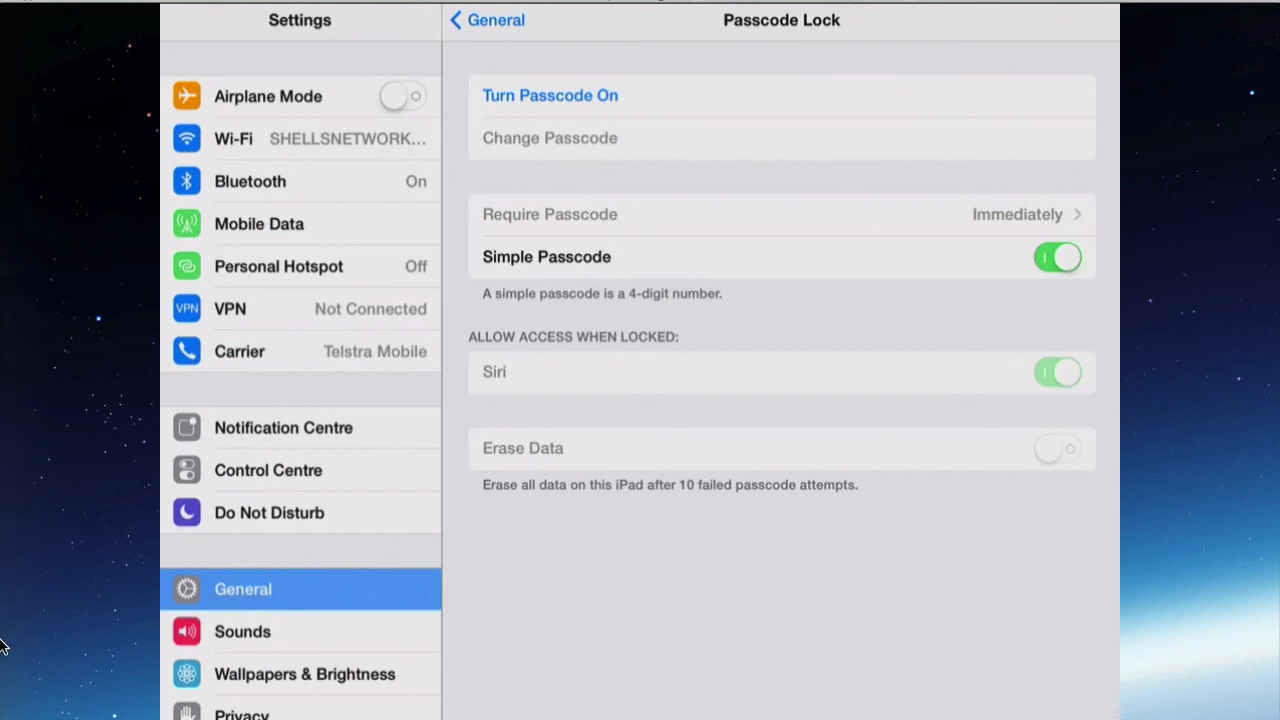 Settings
General
Passcode Lock
Airplane Mode
Wi-Fi SHELLSNETWORK...
Bluetooth On
Mobile Data
Personal Hotspot Off
VPN VPN Not Connected
Carrier Telstra Mobile
Notification Centre
Control Centre
Do Not Disturb
General
Sounds
Wallpapers & Brightness
Privacy
Turn Passcode On
Change Passcode
Require Passcode Immediately
Simple Passcode
A simple passcode is a 4-digit number.
ALLOW ACCESS WHEN LOCKED:
Siri
Erase Data
Erase all data on this iPad after 10 failed passcode attempts.